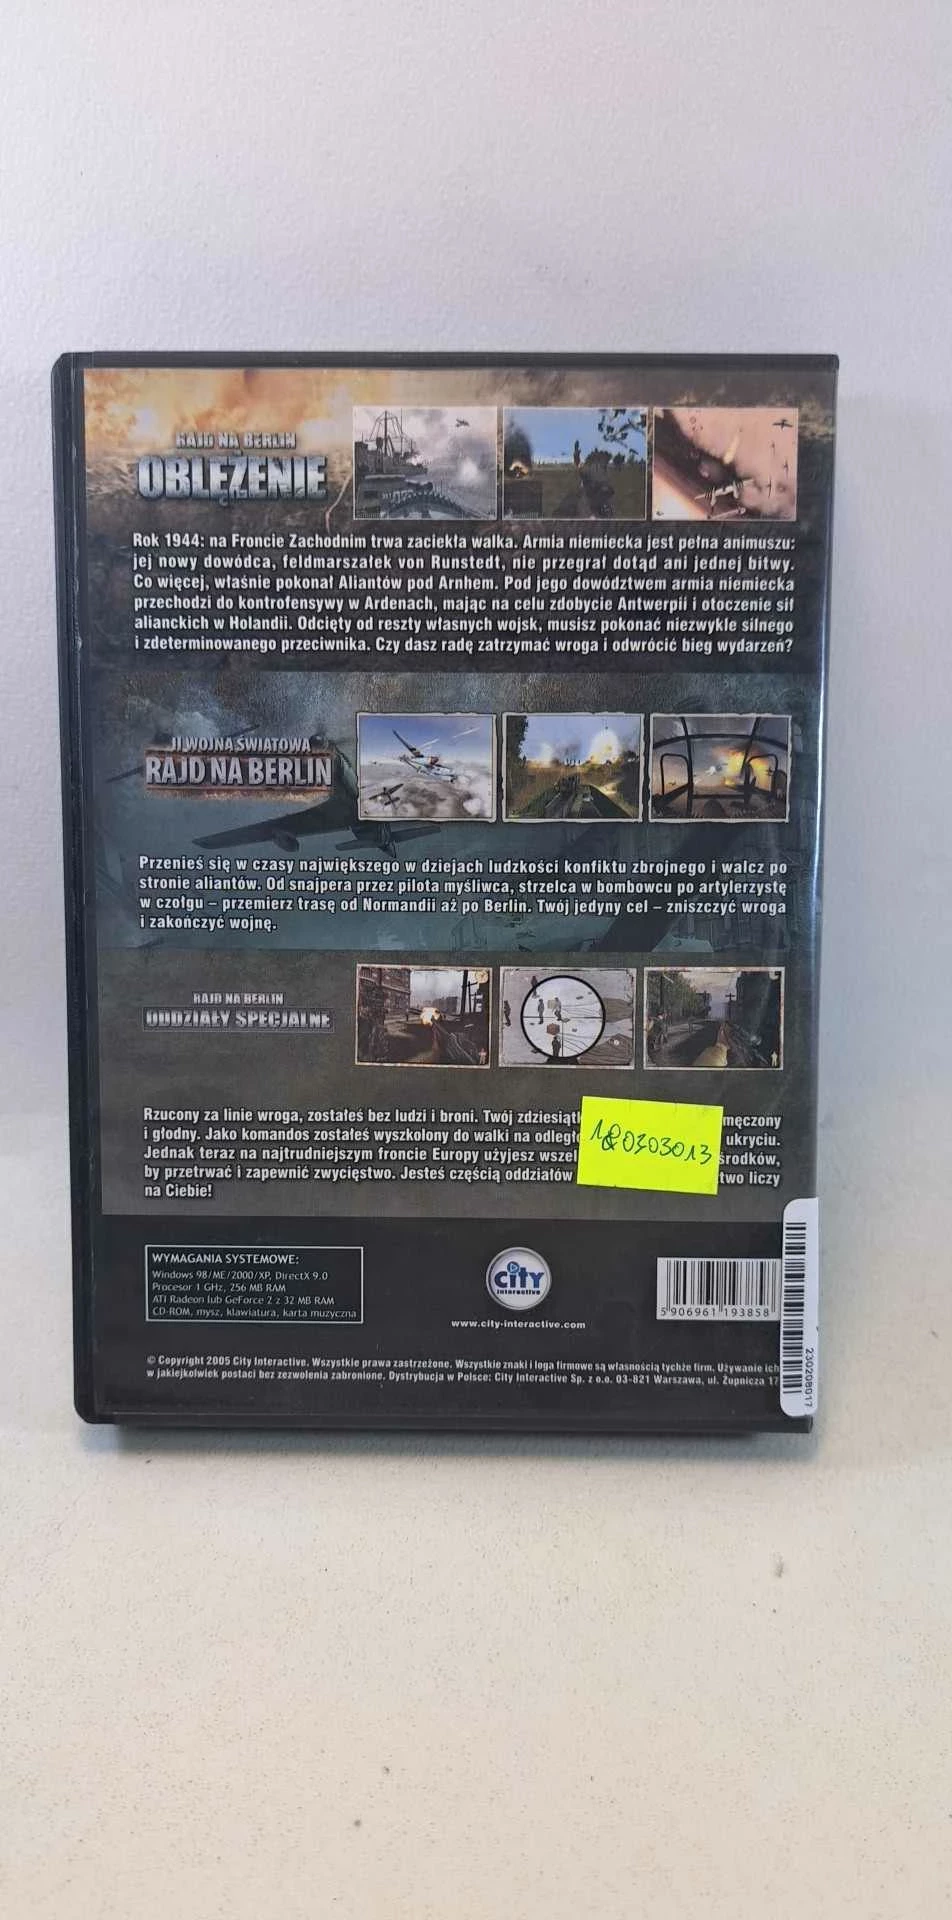 RAJD NA BERLIN
OBLĘŻENIE
Rok 1944: na Froncie Zachodnim trwa zaciekła walka. Armia niemiecka jest pełna animuszu:
jej nowy dowódca, feldmarszałek von Runstedt, nie przegrał dotąd ani jednej bitwy.
Co więcej, właśnie pokonał Aliantów pod Arnhem. Pod jego dowództwem armia niemiecka
przechodzi do kontrofensywy w Ardenach, mając na celu zdobycie Antwerpii i otoczenie sił
alianckich w Holandii. Odcięty od reszty własnych wojsk, musisz pokonać niezwykle silnego
i zdeterminowanego przeciwnika. Czy dasz radę zatrzymać wroga i odwrócić bieg wydarzeń?
II WOJNA ŚWIATOWA
RAJD NA BERLIN
Przenieś się w czasy największego w dziejach ludzkości konfiktu zbrojnego i walcz po
stronie aliantów. Od snajpera przez pilota myśliwca, strzelca w bombowcu po artylerzystę
w czołgu – przemierz trasę od Normandii aż po Berlin. Twój jedyny cel – zniszczyć wroga
i zakończyć wojnę.
RAJD NA BERLIN
ODDZIAŁY SPECJALNE
Rzucony za linie wroga, zostałeś bez ludzi i broni. Twój zdziesiątk męczony
i głodny. Jako komandos zostałeś wyszkolony do walki na odległ ukryciu.
Jednak teraz na najtrudniejszym froncie Europy użyjesz wszel środków,
by przetrwać i zapewnić zwycięstwo. Jesteś częścią oddziałów two liczy
na Ciebie!
180303013
WYMAGANIA SYSTEMOWE:
Windows 98/ME/2000/XP, DirectX 9.0
Procesor 1 GHz, 256 MB RAM
ATI Radeon lub GeForce 2 z 32 MB RAM
CD-ROM, mysz, klawiatura, karta muzyczna
city
interactive
www.city-interactive.com
5 906961 193858
230208017
© Copyright 2005 City Interactive. Wszystkie prawa zastrzeżone. Wszystkie znaki i loga firmowe są własnością tychże firm. Używanie ich
w jakiejkolwiek postaci bez zezwolenia zabronione. Dystrybucja w Polsce: City Interactive Sp. z o.o. 03-821 Warszawa, ul. Żupnicza 17